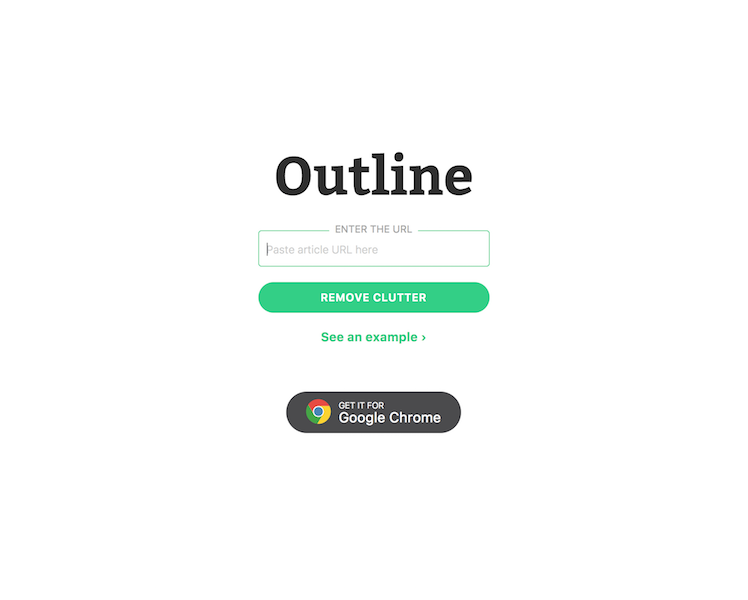 Outline
ENTER THE URL
Paste article URL here
REMOVE CLUTTER
See an example ›
GET IT FOR
Google Chrome